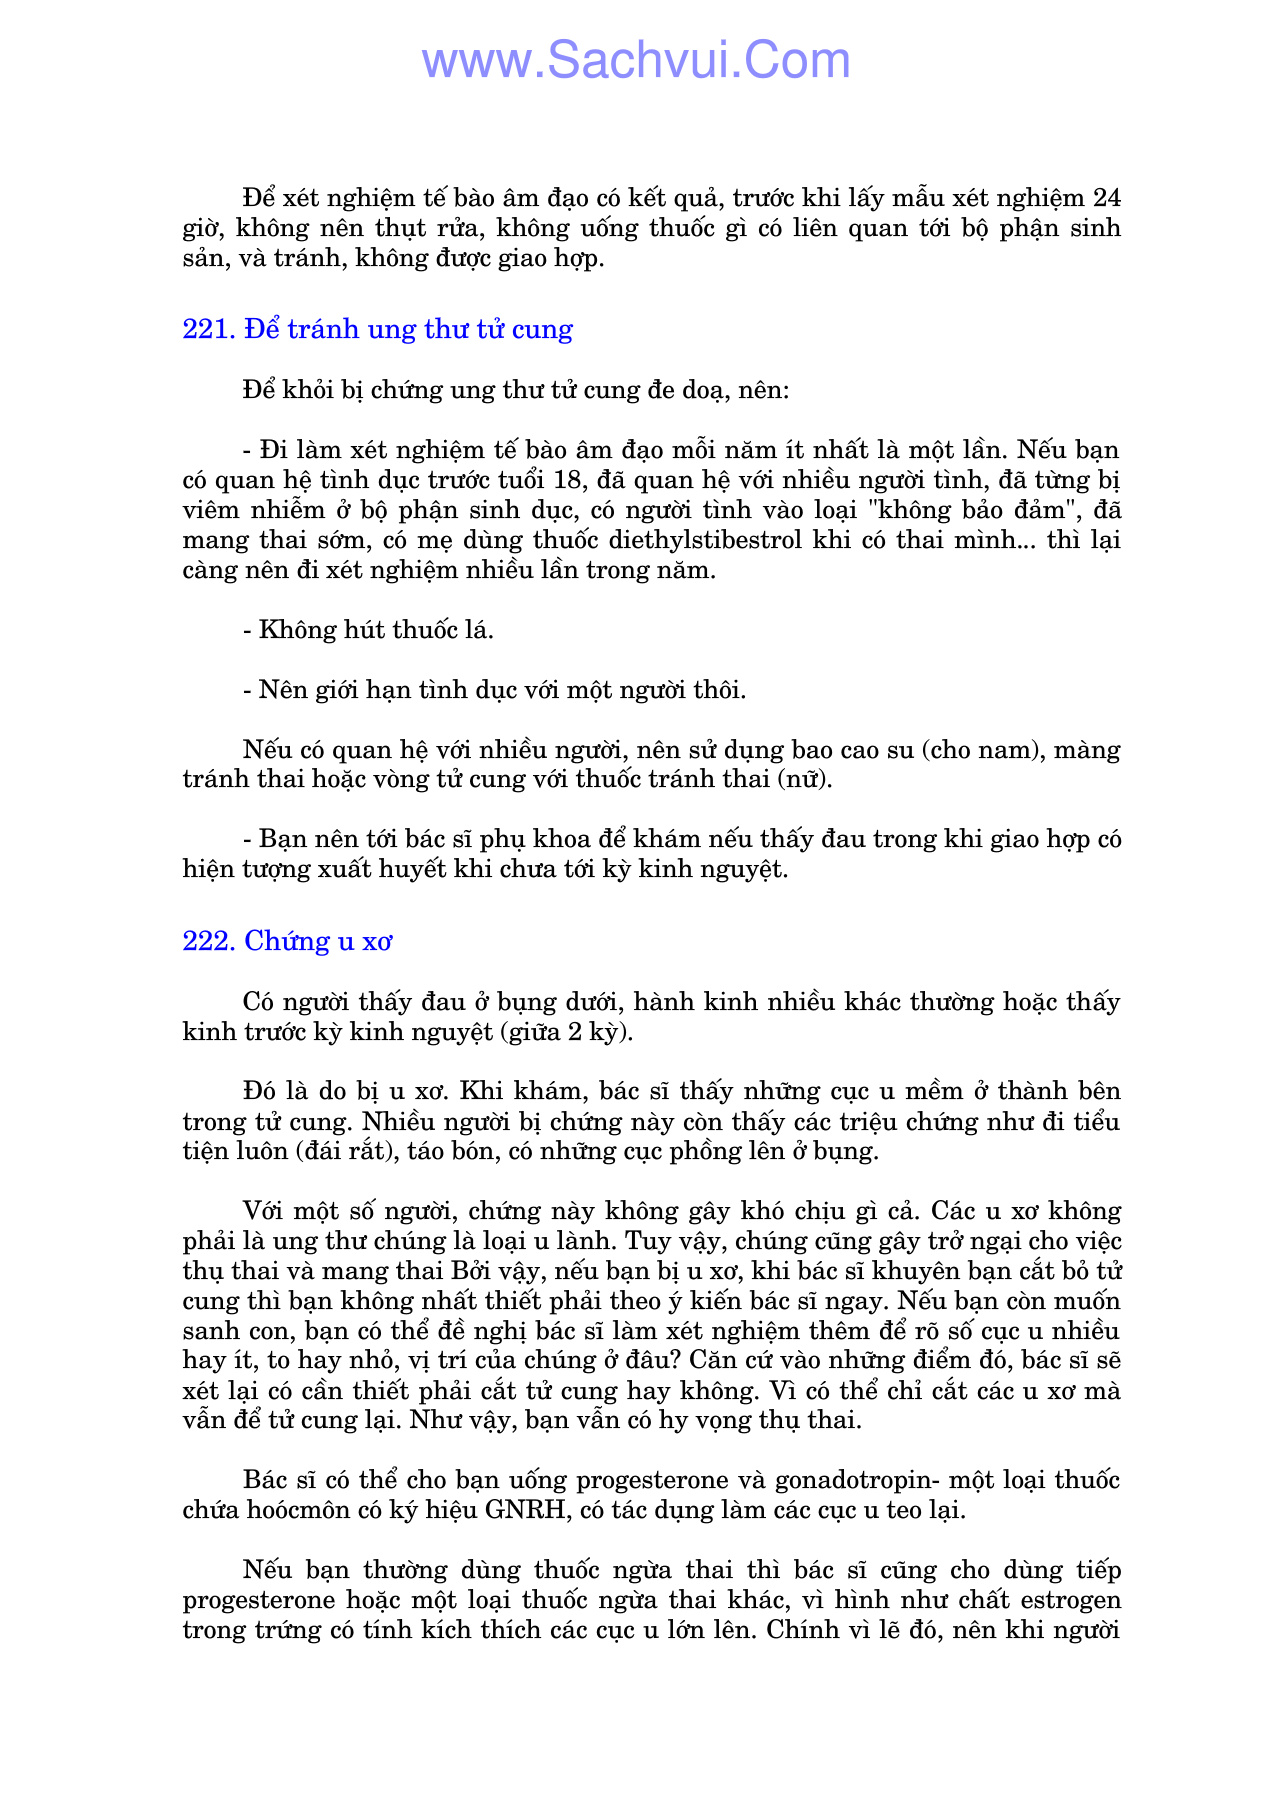 www.Sachvui.Com
Để xét nghiệm tế bào âm đạo có kết quả, trước khi lấy mẫu xét nghiệm 24
giờ, không nên thụt rửa, không uống thuốc gì có liên quan tới bộ phận sinh
sản, và tránh, không được giao hợp.
221. Để tránh ung thư tử cung
Để khỏi bị chứng ung thư tử cung đe doạ, nên:
- Đi làm xét nghiệm tế bào âm đạo mỗi năm ít nhất là một lần. Nếu bạn
có quan hệ tình dục trước tuổi 18, đã quan hệ với nhiều người tình, đã từng bị
viêm nhiễm ở bộ phận sinh dục, có người tình vào loại "không bảo đảm", đã
mang thai sớm, có mẹ dùng thuốc diethylstibestrol khi có thai mình... thì lại
càng nên đi xét nghiệm nhiều lần trong năm.
- Không hút thuốc lá.
- Nên giới hạn tình dục với một người thôi.
Nếu có quan hệ với nhiều người, nên sử dụng bao cao su (cho nam), màng
tránh thai hoặc vòng tử cung với thuốc tránh thai (nữ).
- Bạn nên tới bác sĩ phụ khoa để khám nếu thấy đau trong khi giao hợp có
hiện tượng xuất huyết khi chưa tới kỳ kinh nguyệt.
222. Chứng u xơ
Có người thấy đau ở bụng dưới, hành kinh nhiều khác thường hoặc thấy
kinh trước kỳ kinh nguyệt (giữa 2 kỳ).
Đó là do bị u xơ. Khi khám, bác sĩ thấy những cục u mềm ở thành bên
trong tử cung. Nhiều người bị chứng này còn thấy các triệu chứng như đi tiểu
tiện luôn (đái rắt), táo bón, có những cục phồng lên ở bụng.
Với một số người, chứng này không gây khó chịu gì cả. Các u xơ không
phải là ung thư chúng là loại u lành. Tuy vậy, chúng cũng gây trở ngại cho việc
thụ thai và mang thai Bởi vậy, nếu bạn bị u xơ, khi bác sĩ khuyên bạn cắt bỏ tử
cung thì bạn không nhất thiết phải theo ý kiến bác sĩ ngay. Nếu bạn còn muốn
sanh con, bạn có thể đề nghị bác sĩ làm xét nghiệm thêm để rõ số cục u nhiều
hay ít, to hay nhỏ, vị trí của chúng ở đâu? Căn cứ vào những điểm đó, bác sĩ sẽ
xét lại có cần thiết phải cắt tử cung hay không. Vì có thể chỉ cắt các u xơ mà
vẫn để tử cung lại. Như vậy, bạn vẫn có hy vọng thụ thai.
Bác sĩ có thể cho bạn uống progesterone và gonadotropin- một loại thuốc
chứa hoócmôn có ký hiệu GNRH, có tác dụng làm các cục u teo lại.
Nếu bạn thường dùng thuốc ngừa thai thì bác sĩ cũng cho dùng tiếp
progesterone hoặc một loại thuốc ngừa thai khác, vì hình như chất estrogen
trong trứng có tính kích thích các cục u lớn lên. Chính vì lẽ đó, nên khi người